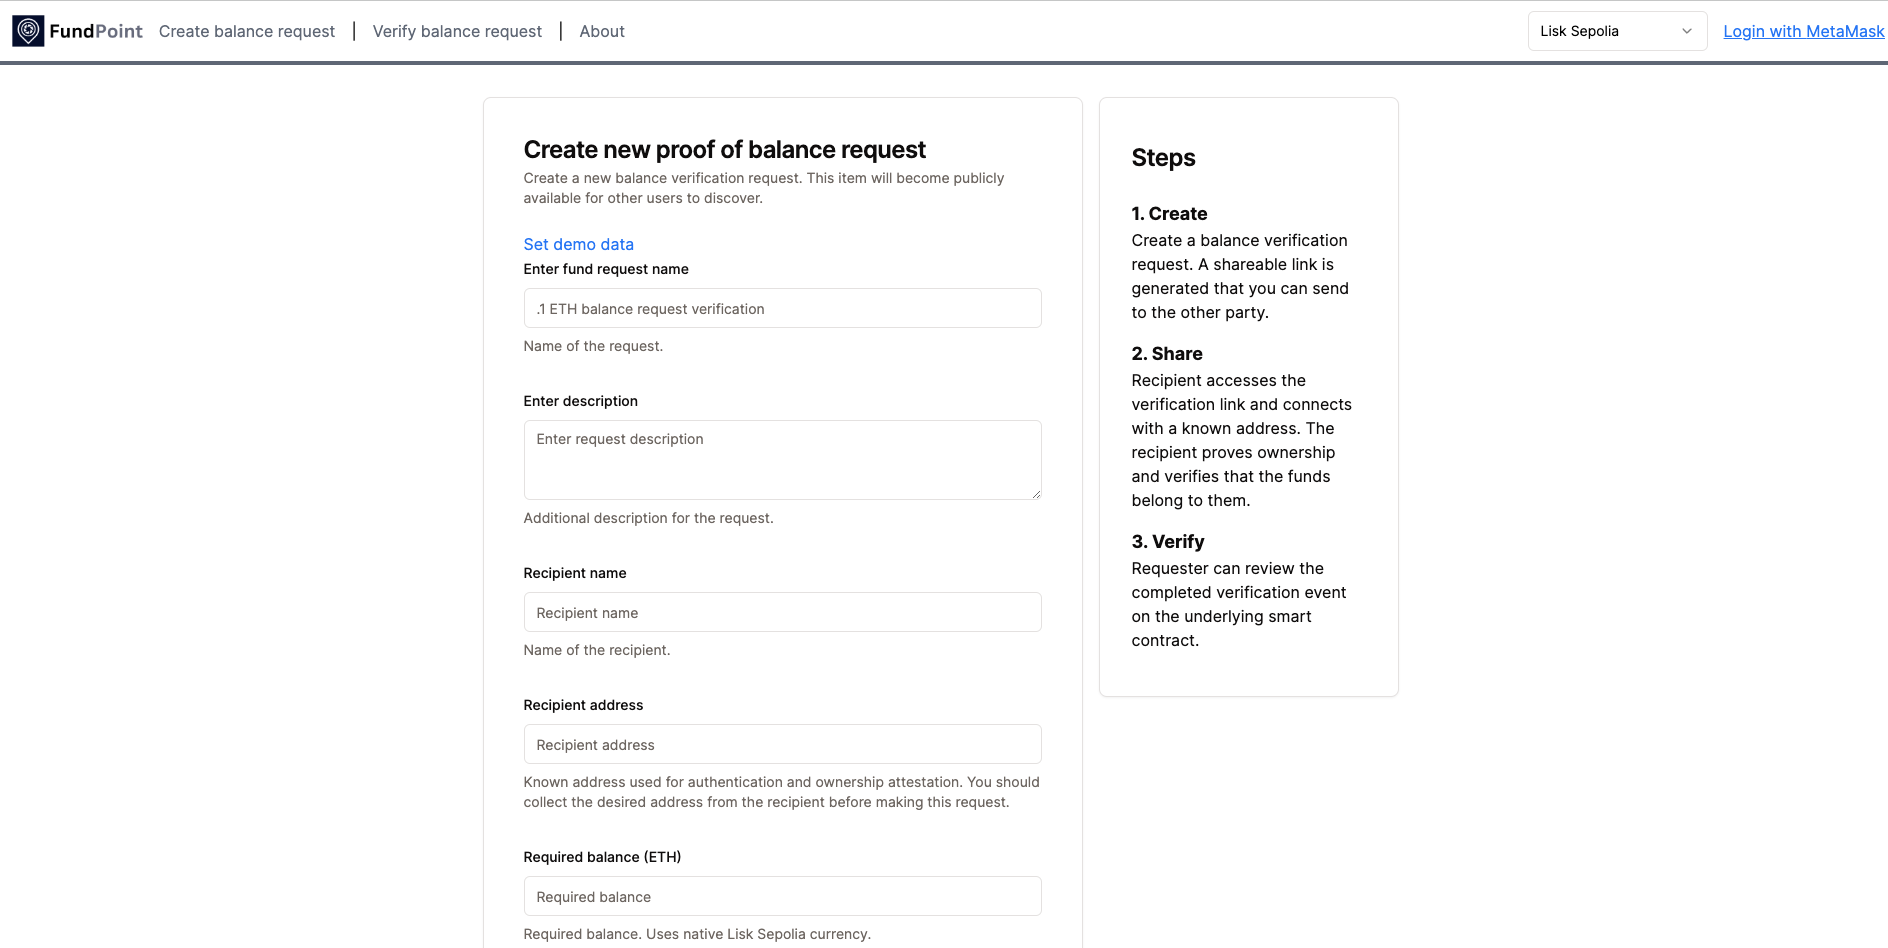 FundPoint Create balance request | Verify balance request | About Lisk Sepolia Login with MetaMask
Create new proof of balance request
Create a new balance verification request. This item will become publicly
available for other users to discover.
Set demo data
Enter fund request name
.1 ETH balance request verification
Name of the request.
Enter description
Enter request description
Additional description for the request.
Recipient name
Recipient name
Name of the recipient.
Recipient address
Recipient address
Known address used for authentication and ownership attestation. You should
collect the desired address from the recipient before making this request.
Required balance (ETH)
Required balance
Required balance. Uses native Lisk Sepolia currency.
Steps
1. Create
Create a balance verification
request. A shareable link is
generated that you can send
to the other party.
2. Share
Recipient accesses the
verification link and connects
with a known address. The
recipient proves ownership
and verifies that the funds
belong to them.
3. Verify
Requester can review the
completed verification event
on the underlying smart
contract.